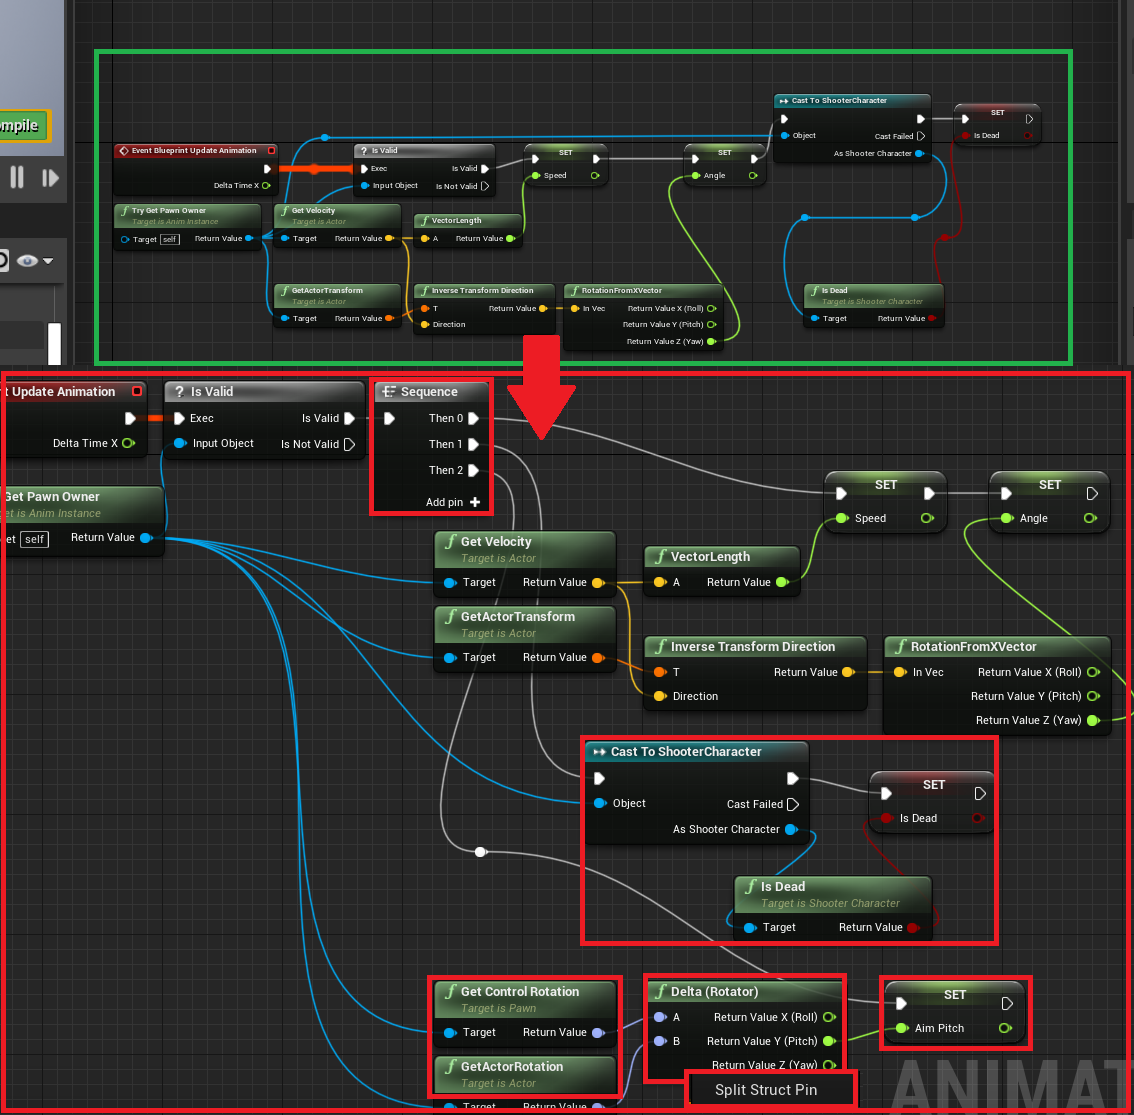 mpile
Cast To ShooterCharacter
SET
Object
Cast Failed
Is Dead
As Shooter Character
Event Blueprint Update Animation
Delta Time X
Is Valid
Exec
Is Valid
Input Object
Is Not Valid
SET
Speed
SET
Angle
Try Get Pawn Owner
Target is Anim Instance
Target self
Return Value
Get Velocity
Target is Actor
Target
Return Value
VectorLength
A
Return Value
GetActorTransform
Target is Actor
Target
Return Value
Inverse Transform Direction
T
Return Value
Direction
RotationFromXVector
In Vec
Return Value X (Roll)
Return Value Y (Pitch)
Return Value Z (Yaw)
Is Dead
Target is Shooter Character
Target
Return Value
t Update Animation
Delta Time X
? Is Valid
Exec
Is Valid
Input Object
Is Not Valid
Sequence
Then 0
Then 1
Then 2
Add pin +
SET
Speed
SET
Angle
Get Pawn Owner
et is Anim Instance
et self
Return Value
Get Velocity
Target is Actor
Target
Return Value
VectorLength
A
Return Value
GetActorTransform
Target is Actor
Target
Return Value
Inverse Transform Direction
T
Return Value
Direction
RotationFromXVector
In Vec
Return Value X (Roll)
Return Value Y (Pitch)
Return Value Z (Yaw)
Cast To ShooterCharacter
Object
Cast Failed
As Shooter Character
SET
Is Dead
Is Dead
Target is Shooter Character
Target
Return Value
Get Control Rotation
Target is Pawn
Target
Return Value
Delta (Rotator)
A
Return Value X (Roll)
B
Return Value Y (Pitch)
Return Value Z (Yaw)
SET
Aim Pitch
GetActorRotation
Target is Actor
Target
Return Value
Split Struct Pin
ANIMAT